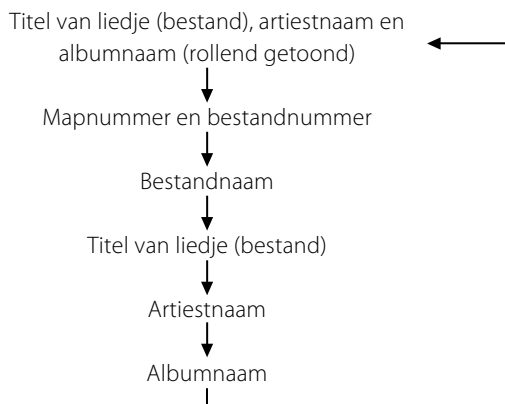 Titel van liedje (bestand), artiestnaam en
albumnaam (rollend getoond)
Mapnummer en bestandnummer
Bestandnaam
Titel van liedje (bestand)
Artiestnaam
Albumnaam